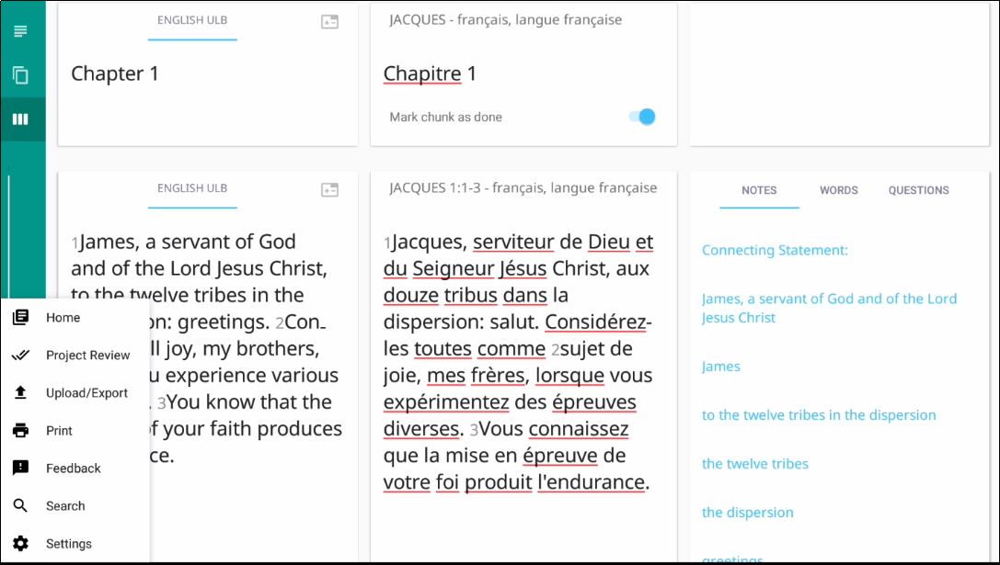 ENGLISH ULB
Chapter 1
JACQUES - français, langue française
Chapitre 1
Mark chunk as done
ENGLISH ULB
1James, a servant of God
and of the Lord Jesus Christ,
to the twelve tribes in the
on: greetings. 2Con-
ll joy, my brothers,
u experience various
. 3You know that the
f your faith produces
ce.
JACQUES 1:1-3 - français, langue française
1Jacques, serviteur de Dieu et
du Seigneur Jésus Christ, aux
douze tribus dans la
dispersion: salut. Considérez-
les toutes comme 2sujet de
joie, mes frères, lorsque vous
expérimentez des épreuves
diverses. 3Vous connaissez
que la mise en épreuve de
votre foi produit l'endurance.
NOTES WORDS QUESTIONS
Connecting Statement:
James, a servant of God and of the Lord
Jesus Christ
James
to the twelve tribes in the dispersion
the twelve tribes
the dispersion
greetings
Home
Project Review
Upload/Export
Print
Feedback
Search
Settings